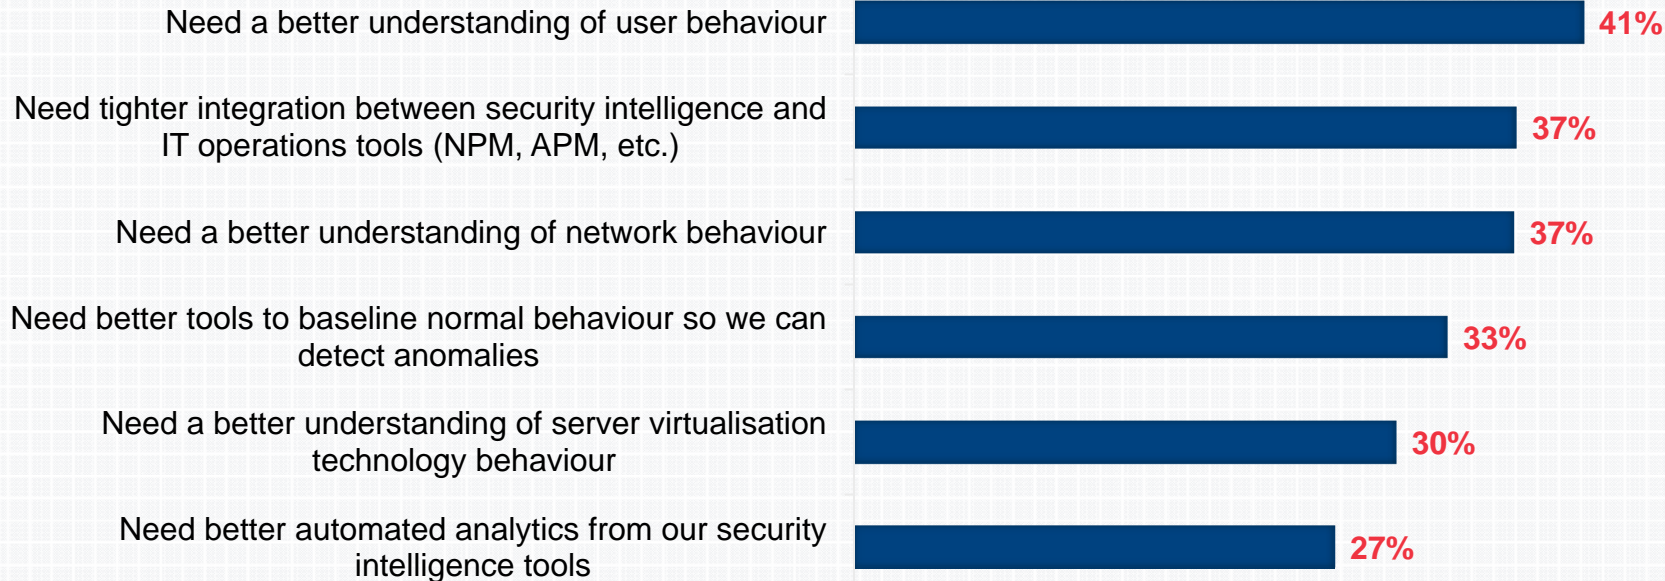 Need a better understanding of user behaviour
41%
Need tighter integration between security intelligence and
IT operations tools (NPM, APM, etc.)
37%
Need a better understanding of network behaviour
37%
Need better tools to baseline normal behaviour so we can
detect anomalies
33%
Need a better understanding of server virtualisation
technology behaviour
30%
Need better automated analytics from our security
intelligence tools
27%